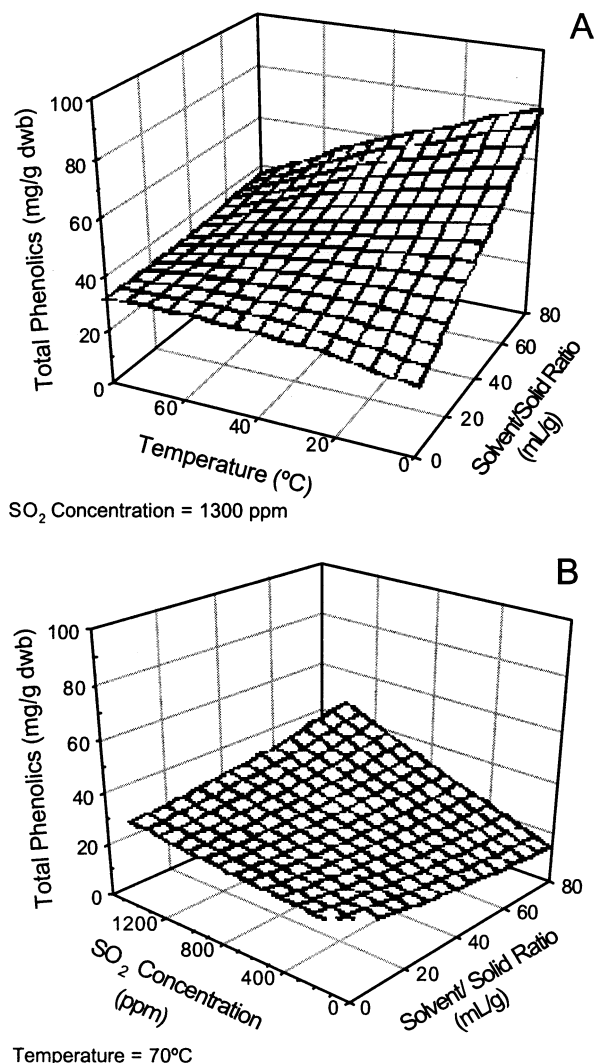 A
Total Phenolics (mg/g dwb)
100
80
60
40
20
0
60
40
20
0
Temperature (ºC)
0
20
40
60
80
Solvent/Solid Ratio
(mL/g)
SO2 Concentration = 1300 ppm
B
Total Phenolics (mg/g dwb)
100
80
60
40
20
0
1200
800
400
0
SO2 Concentration
(ppm)
0
20
40
60
80
Solvent/ Solid Ratio
(mL/g)
Temperature = 70ºC